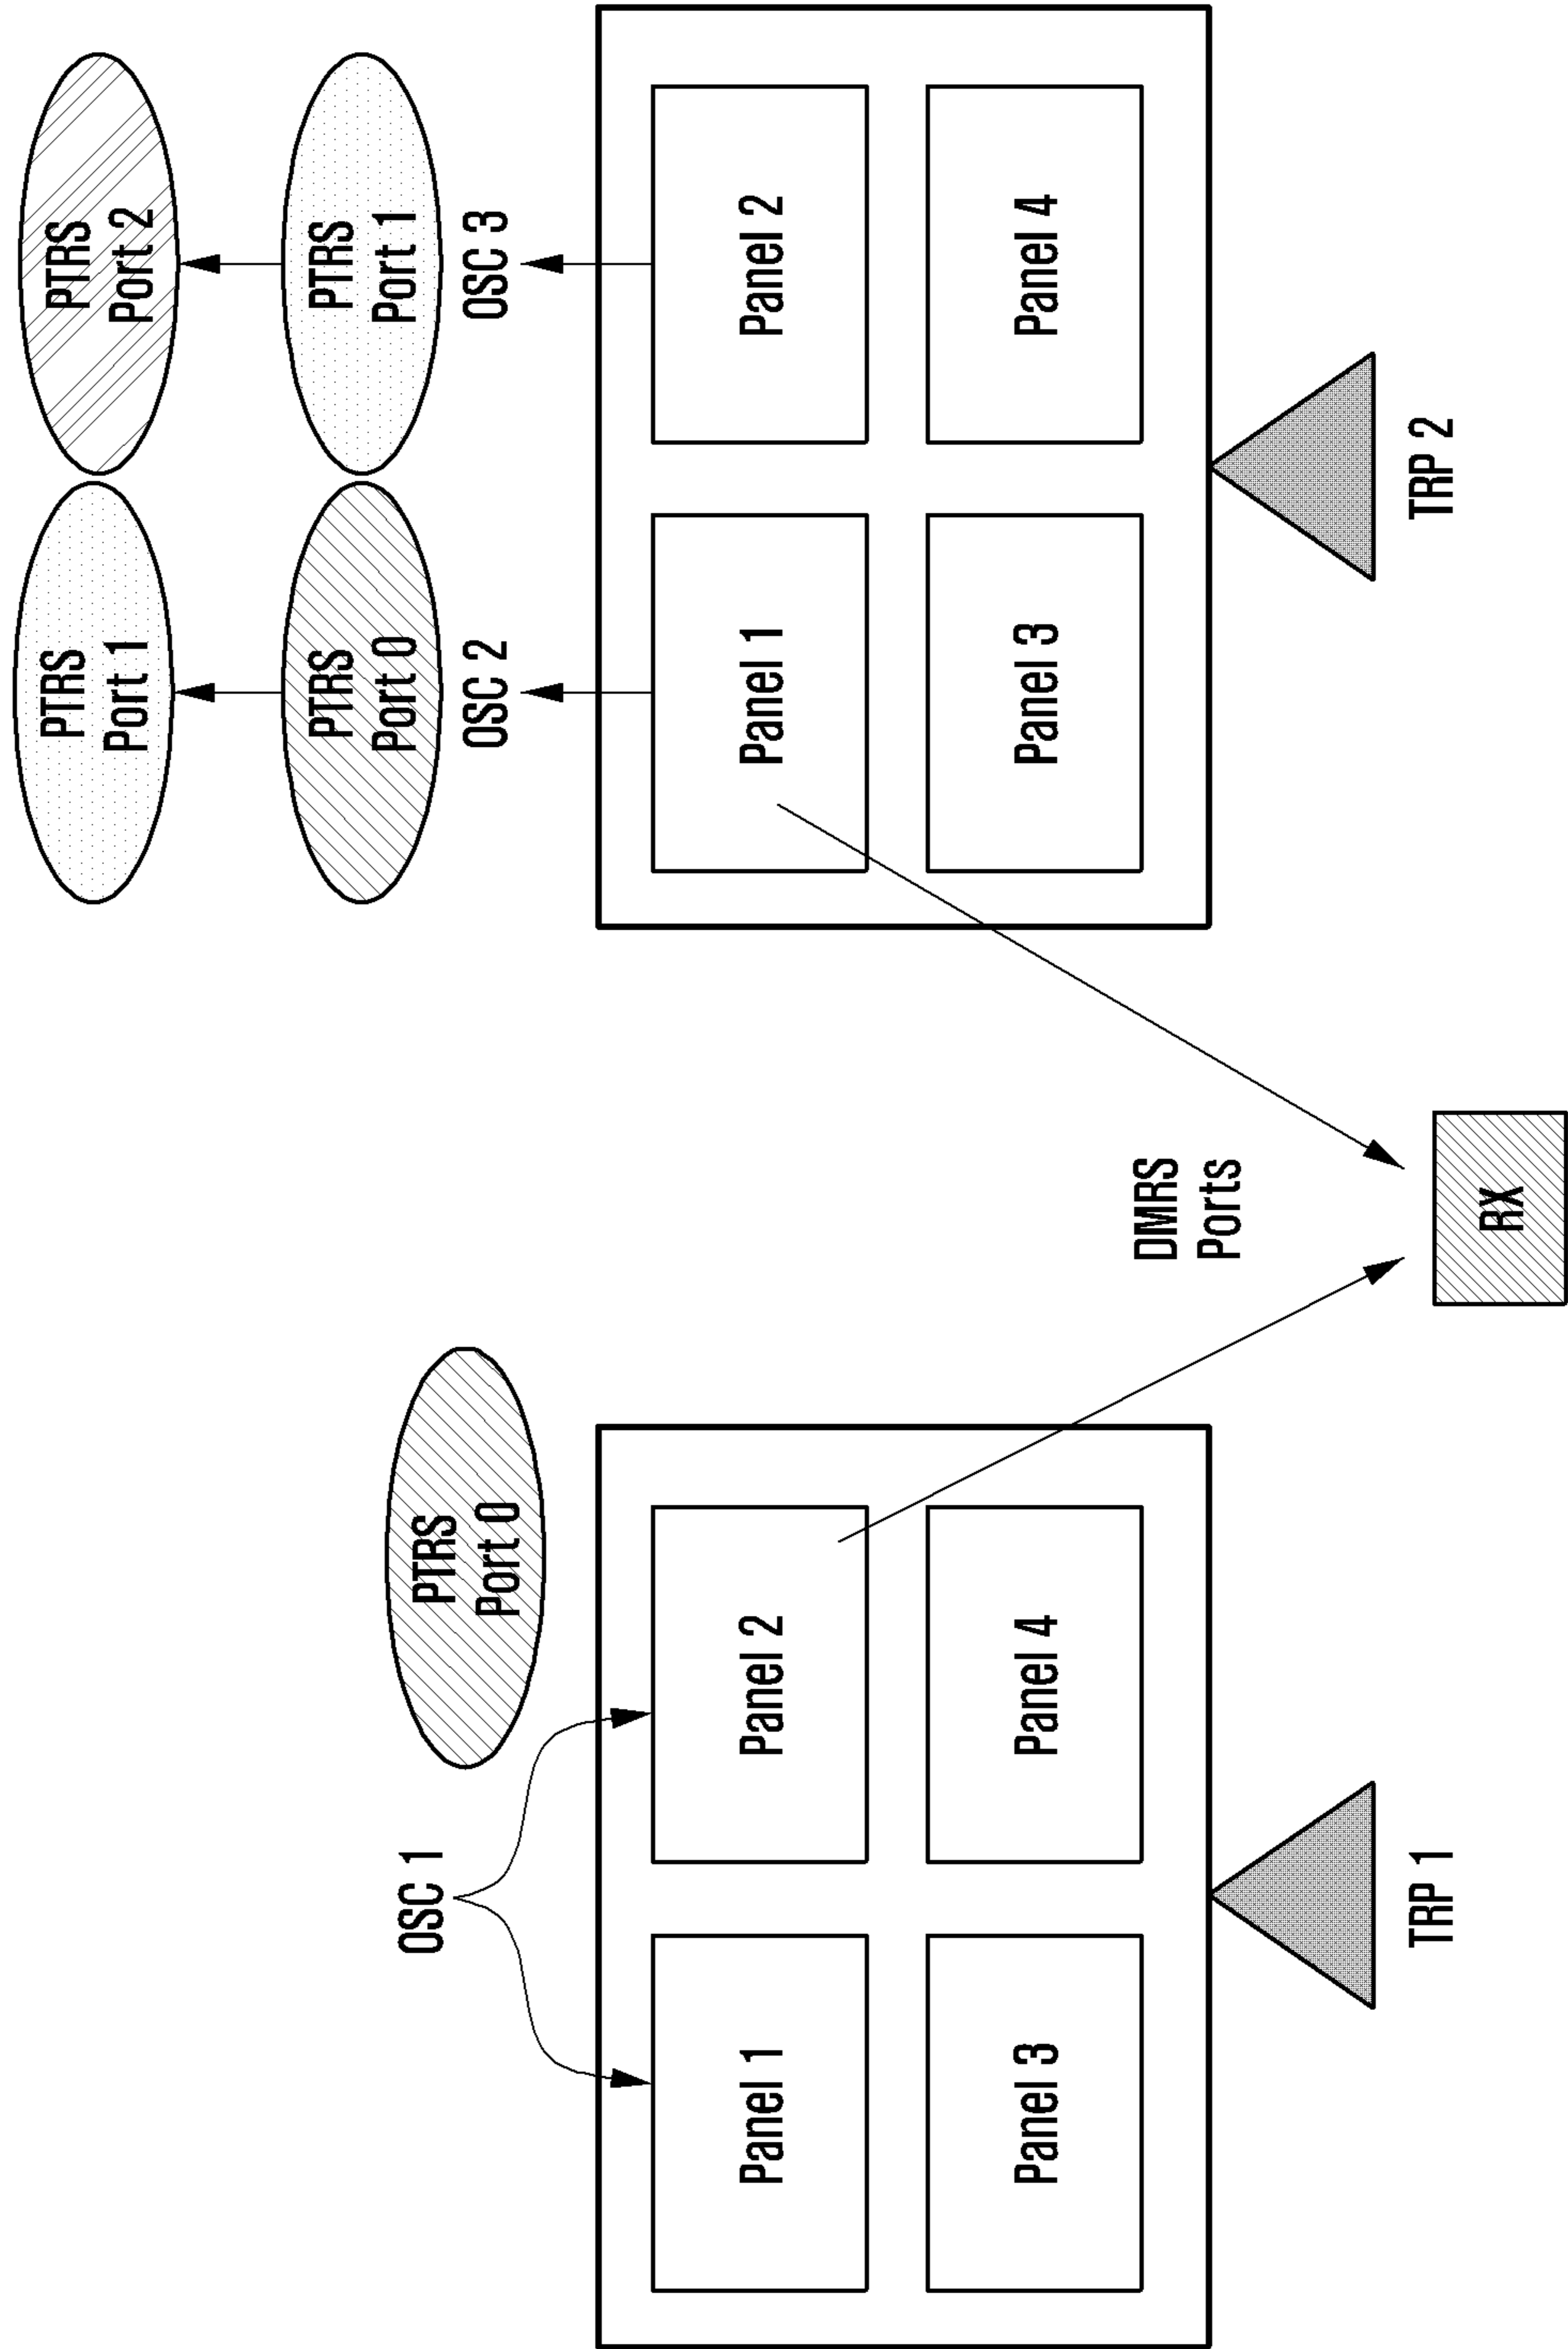 PTRS
Port 1
PTRS
Port 2
PTRS
Port 0
PTRS
Port 1
OSC 1
PTRS
Port 0
OSC 2
OSC 3
Panel 1
Panel 2
Panel 1
Panel 2
Panel 3
Panel 4
Panel 3
Panel 4
DMRS
Ports
TRP 1
TRP 2
RX